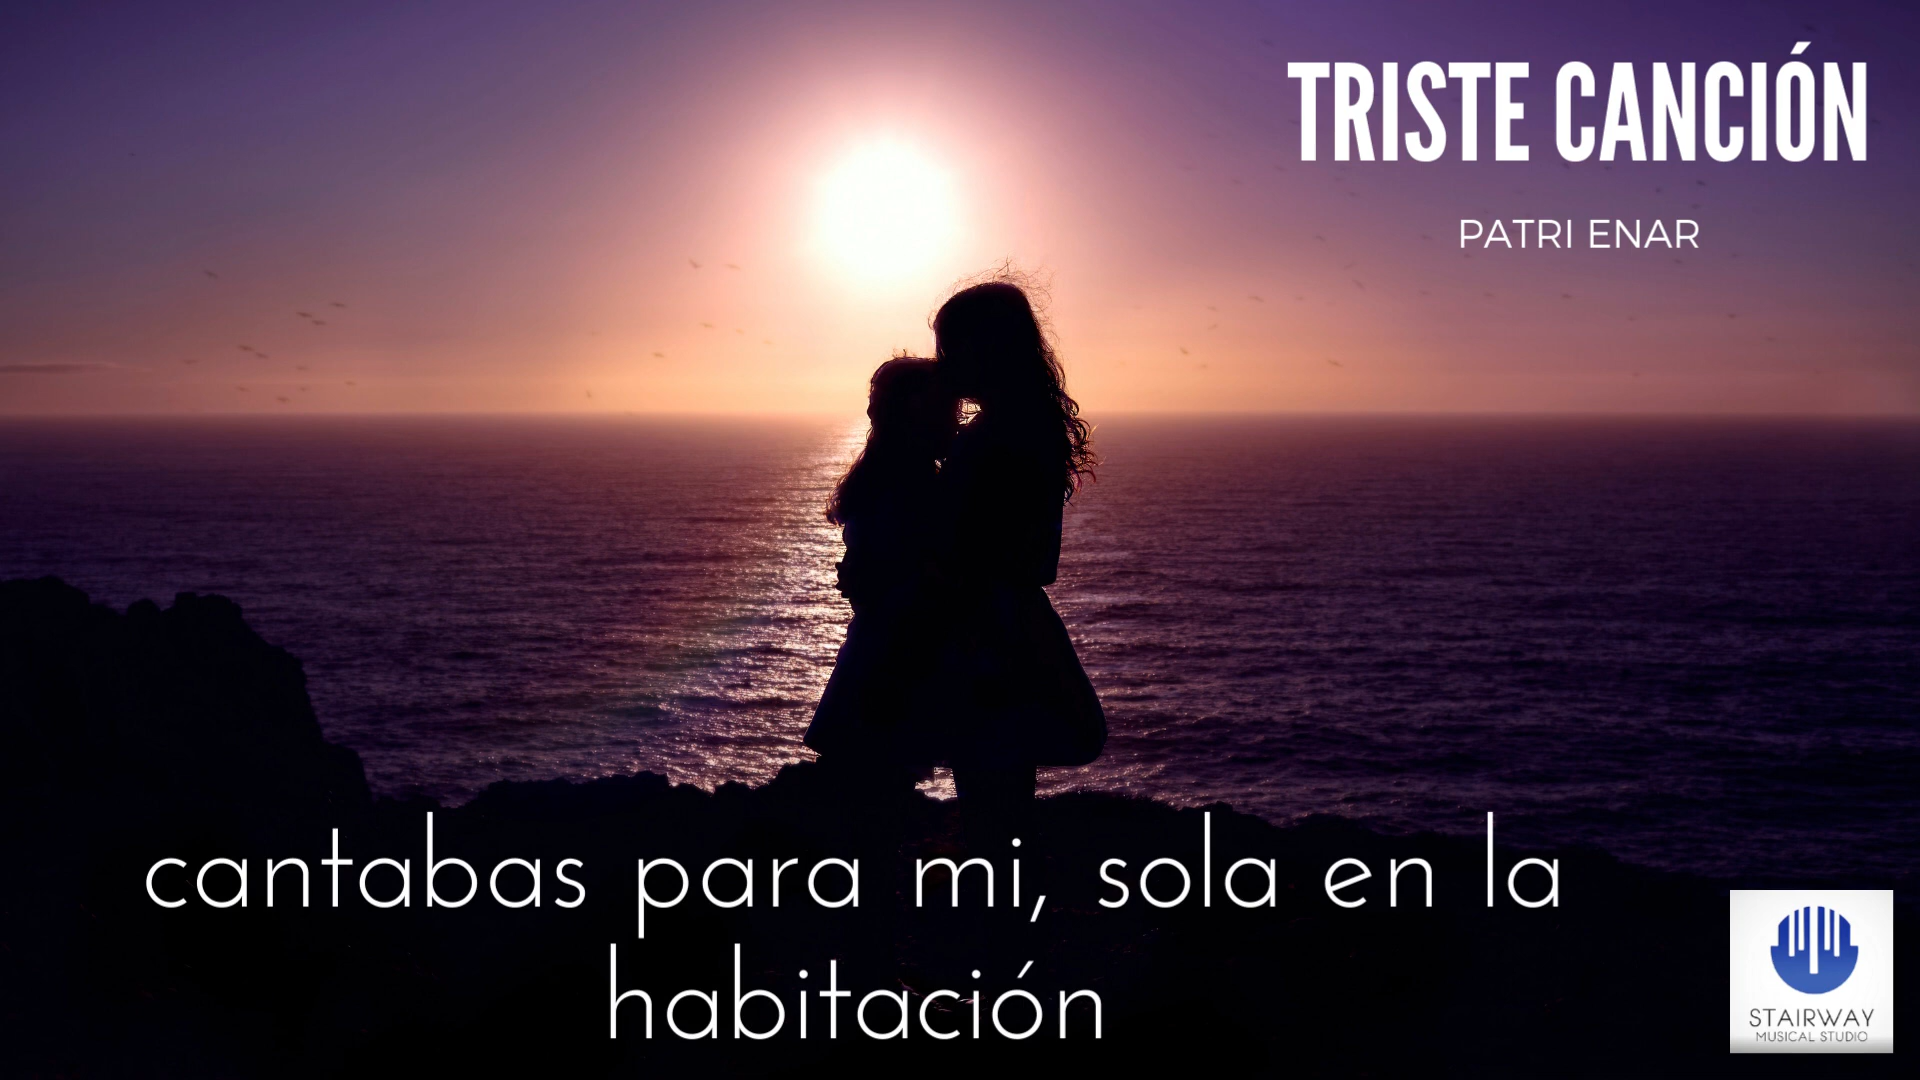 TRISTE CANCIÓN
PATRI ENAR
cantabas para mi, sola en la
habitación
STAIRWAY
MUSICAL STUDIO